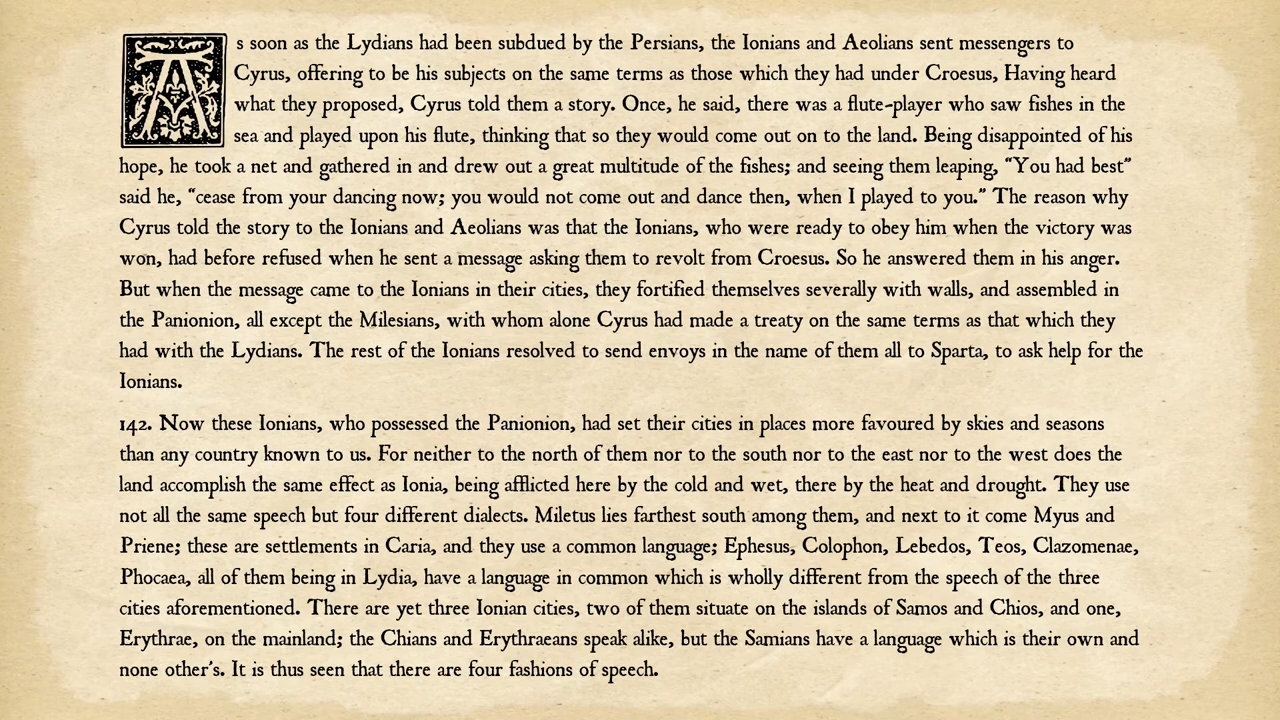 As soon as the Lydians had been subdued by the Persians, the Ionians and Aeolians sent messengers to
Cyrus, offering to be his subjects on the same terms as those which they had under Croesus, Having heard
what they proposed, Cyrus told them a story. Once, he said, there was a flute-player who saw fishes in the
sea and played upon his flute, thinking that so they would come out on to the land. Being disappointed of his
hope, he took a net and gathered in and drew out a great multitude of the fishes; and seeing them leaping, “You had best”
said he, “cease from your dancing now; you would not come out and dance then, when I played to you.” The reason why
Cyrus told the story to the Ionians and Aeolians was that the Ionians, who were ready to obey him when the victory was
won, had before refused when he sent a message asking them to revolt from Croesus. So he answered them in his anger.
But when the message came to the Ionians in their cities, they fortified themselves severally with walls, and assembled in
the Panionion, all except the Milesians, with whom alone Cyrus had made a treaty on the same terms as that which they
had with the Lydians. The rest of the Ionians resolved to send envoys in the name of them all to Sparta, to ask help for the
Ionians.
142. Now these Ionians, who possessed the Panionion, had set their cities in places more favoured by skies and seasons
than any country known to us. For neither to the north of them nor to the south nor to the east nor to the west does the
land accomplish the same effect as Ionia, being afflicted here by the cold and wet, there by the heat and drought. They use
not all the same speech but four different dialects. Miletus lies farthest south among them, and next to it come Myus and
Priene; these are settlements in Caria, and they use a common language; Ephesus, Colophon, Lebedos, Teos, Clazomenae,
Phocaea, all of them being in Lydia, have a language in common which is wholly different from the speech of the three
cities aforementioned. There are yet three Ionian cities, two of them situate on the islands of Samos and Chios, and one,
Erythrae, on the mainland; the Chians and Erythraeans speak alike, but the Samians have a language which is their own and
none other's. It is thus seen that there are four fashions of speech.